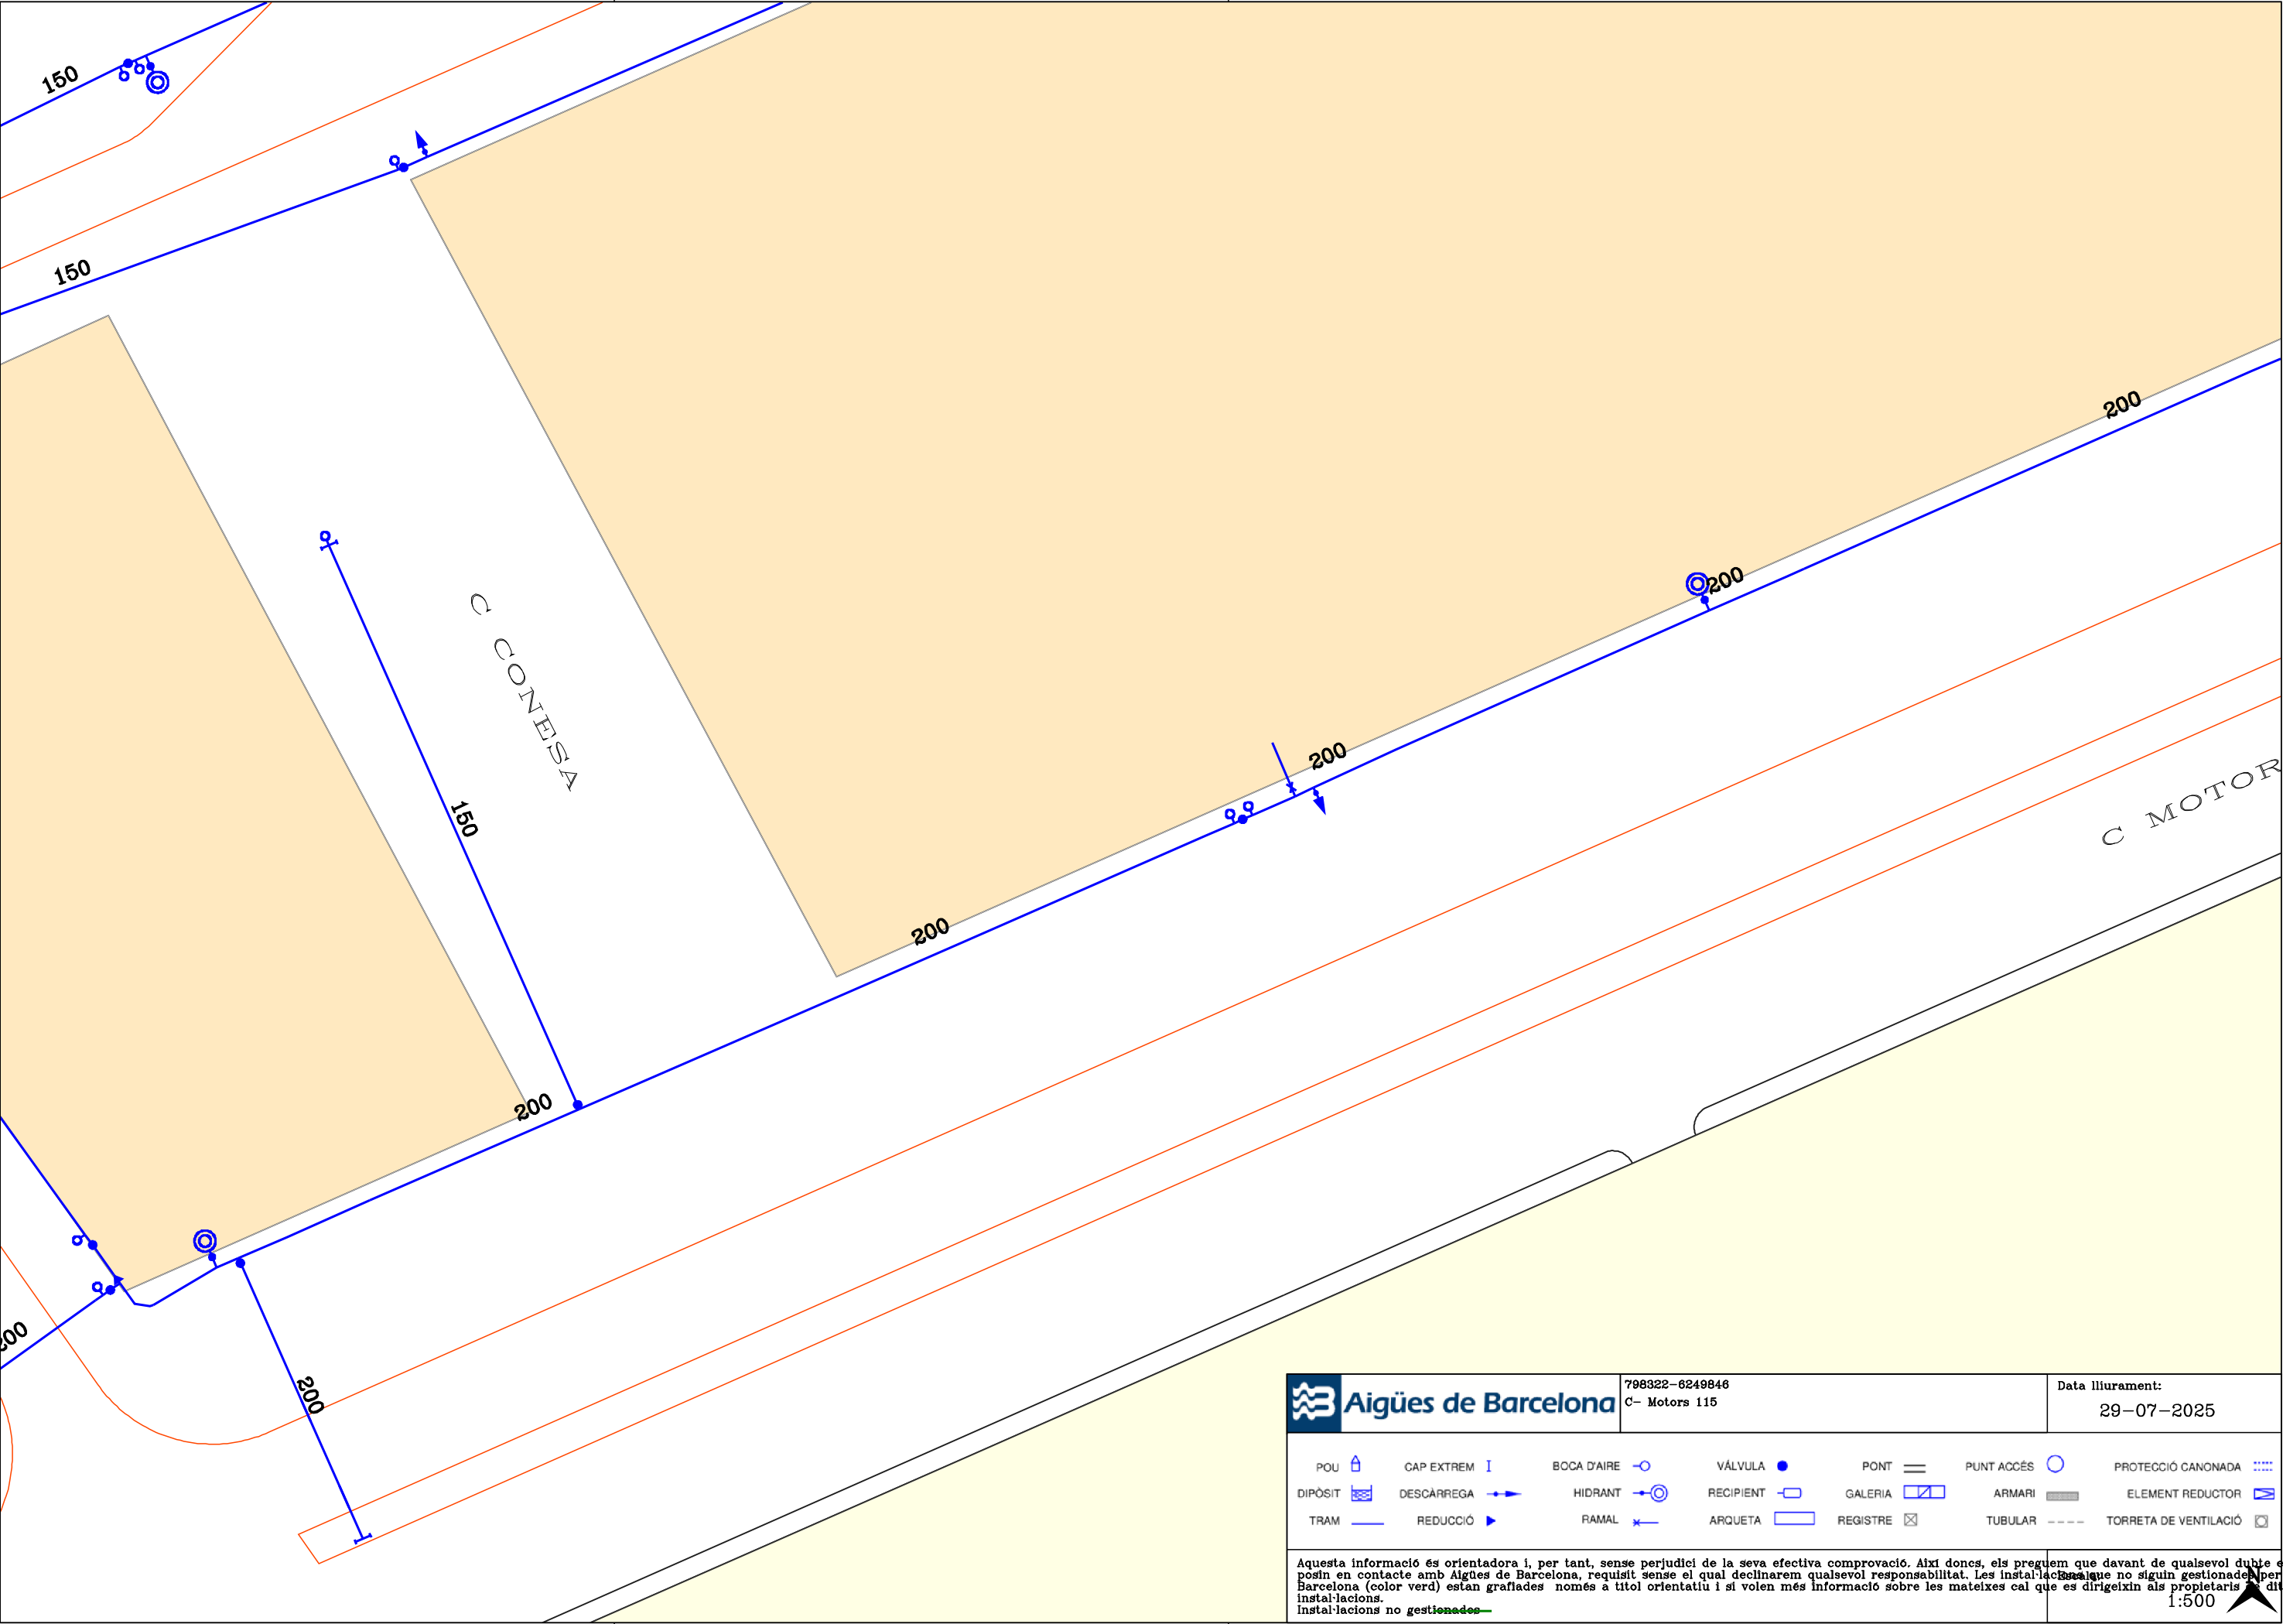 150
150
200
200
C CONESA
150
200
C MOTOR
200
200
200
Aigües de Barcelona
798322-6249846
C- Motors 115
Data lliurament:
29-07-2025
POU CAP EXTREM BOCA D'AIRE VÁLVULA PONT PUNT ACCÉS PROTECCIÓ CANONADA
DIPÒSIT DESCÀRREGA HIDRANT RECIPIENT GALERIA ARMARI ELEMENT REDUCTOR
TRAM REDUCCIÓ RAMAL ARQUETA REGISTRE TUBULAR TORRETA DE VENTILACIÓ
Aquesta informació és orientadora i, per tant, sense perjudici de la seva efectiva comprovació. Així doncs, els preguem que davant de qualsevol dubte e
posin en contacte amb Aigües de Barcelona, requisit sense el qual declinarem qualsevol responsabilitat. Les instal·lacions que no siguin gestionades per
Barcelona (color verd) estan grafiades només a títol orientatiu i si volen més informació sobre les mateixes cal que es dirigeixin als propietaris dit
instal·lacions.
Instal·lacions no gestionades
Escala:
N
1:500